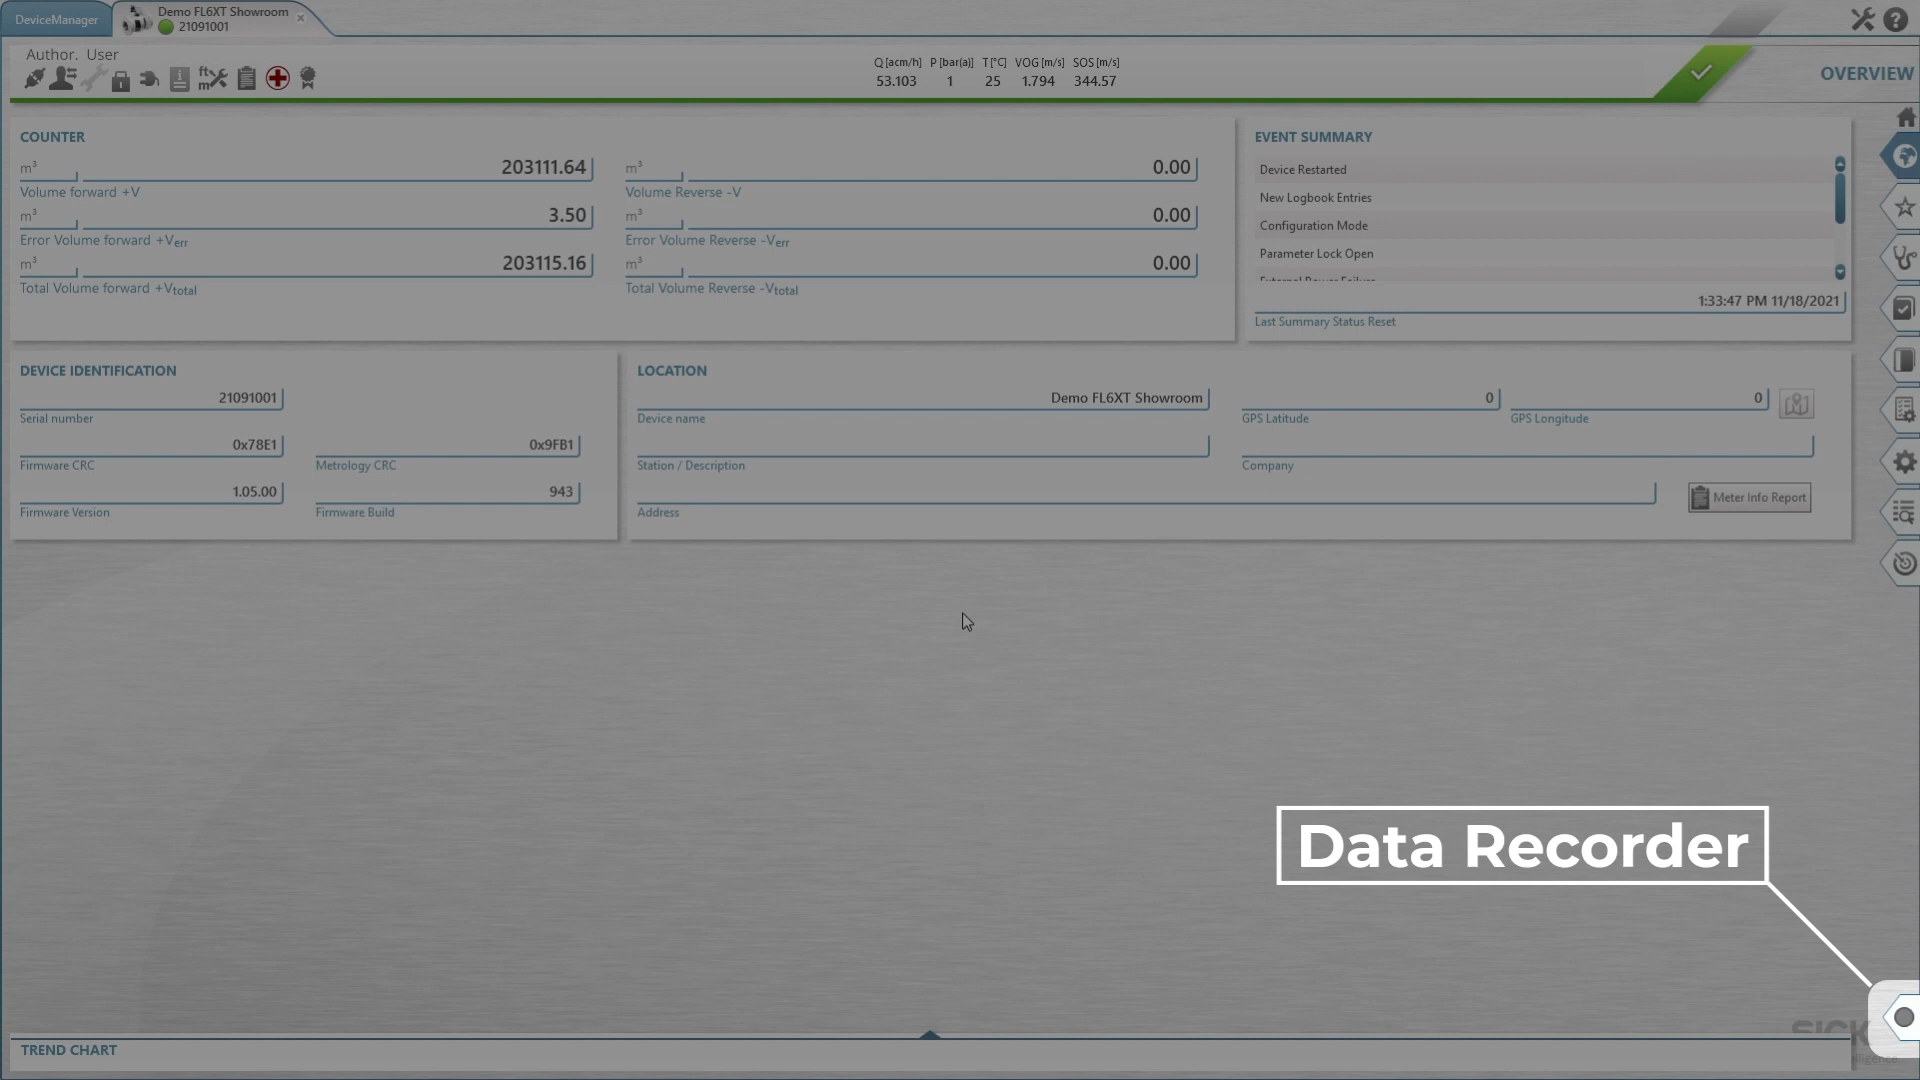 DeviceManager
Demo FL6XT Showroom
21091001
Author. User
Q [acm/h] P [bar(a)] T [°C] VOG [m/s] SOS [m/s]
53.103 1 25 1.794 344.57
OVERVIEW
COUNTER
m³ 203111.64
Volume forward +V
m³ 3.50
Error Volume forward +Verr
m³ 203115.16
Total Volume forward +Vtotal
m³ 0.00
Volume Reverse -V
m³ 0.00
Error Volume Reverse -Verr
m³ 0.00
Total Volume Reverse -Vtotal
EVENT SUMMARY
Device Restarted
New Logbook Entries
Configuration Mode
Parameter Lock Open
External Power Failure
1:33:47 PM 11/18/2021
Last Summary Status Reset
DEVICE IDENTIFICATION
21091001
Serial number
0x78E1
Firmware CRC
0x9FB1
Metrology CRC
1.05.00
Firmware Version
943
Firmware Build
LOCATION
Demo FL6XT Showroom
Device name
0
GPS Latitude
0
GPS Longitude
Station / Description
Company
Address
Meter Info Report
Data Recorder
SICK
TREND CHART